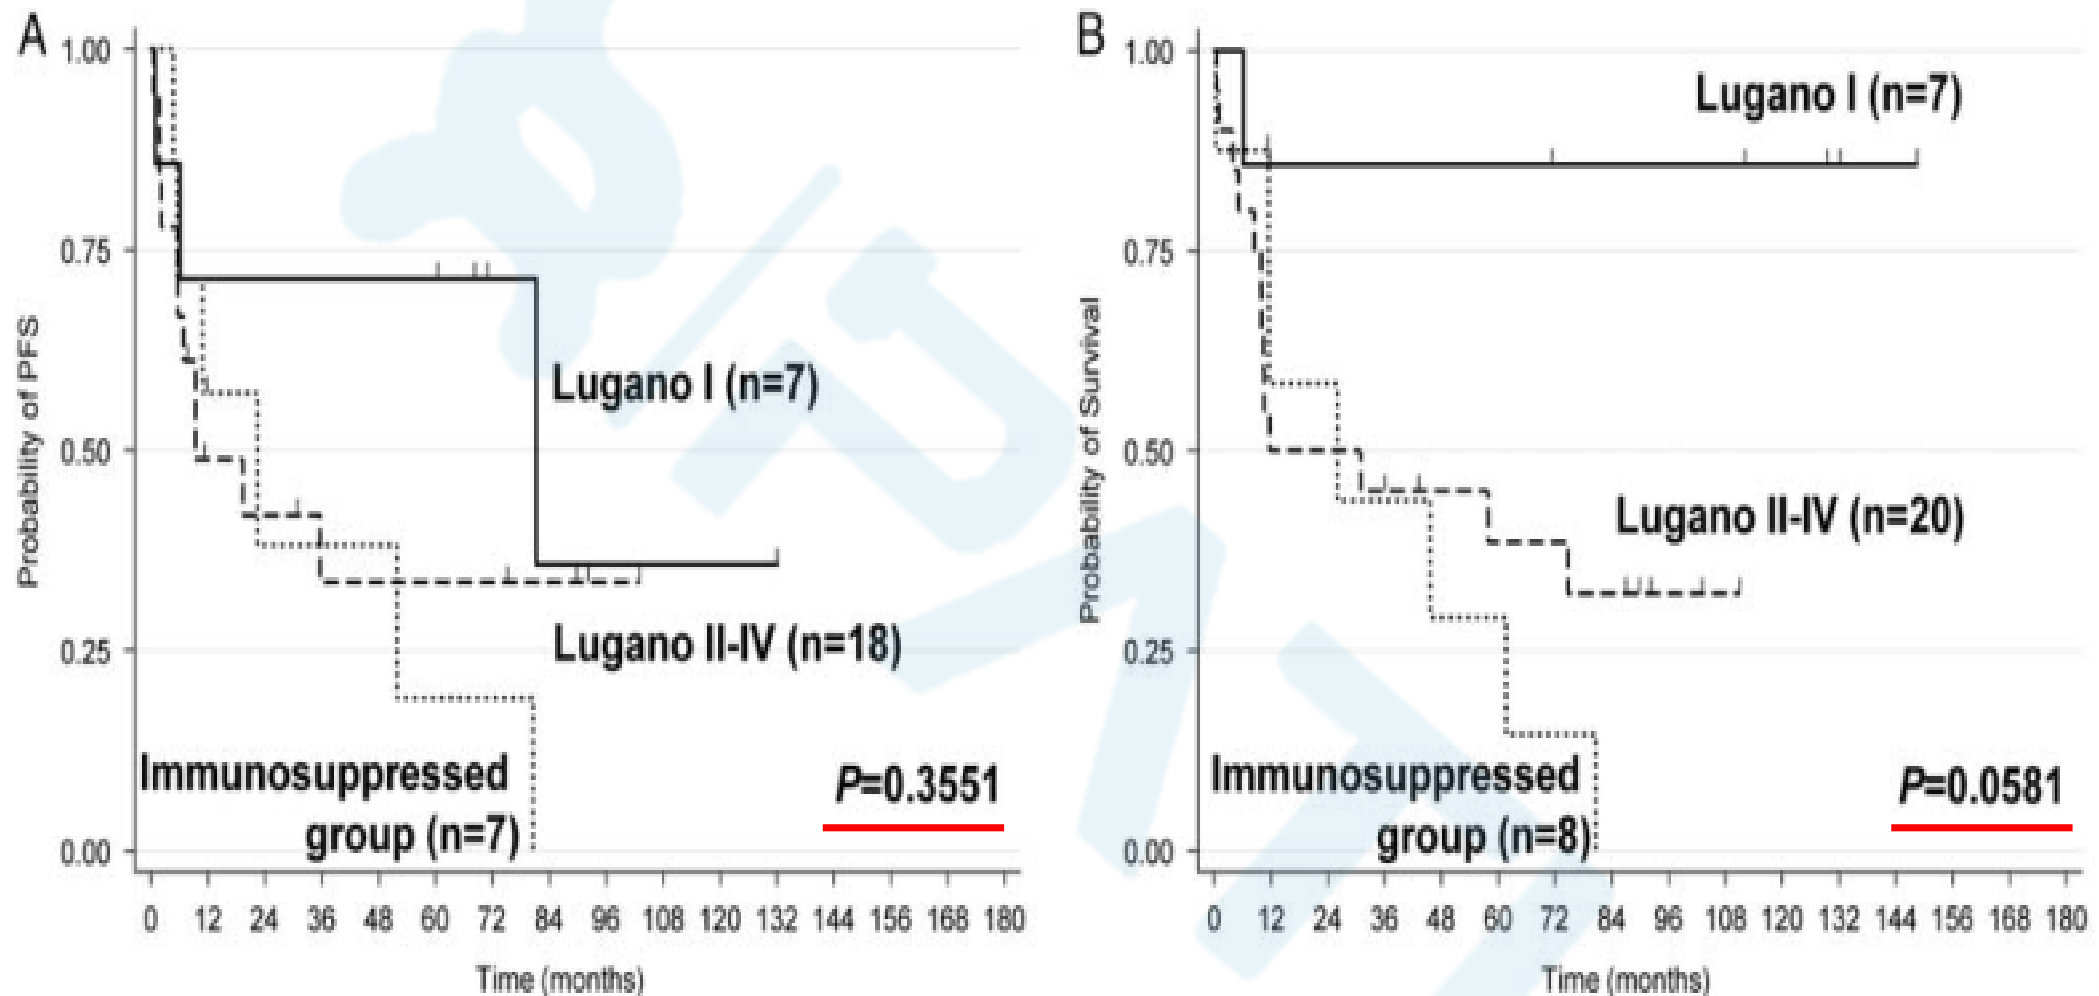 A
1.00
0.75
0.50
0.25
0.00
Probability of PFS
Lugano I (n=7)
Lugano II-IV (n=18)
Immunosuppressed
group (n=7)
P=0.3551
0 12 24 36 48 60 72 84 96 108 120 132 144 156 168 180
Time (months)
B
1.00
0.75
0.50
0.25
0.00
Probability of Survival
Lugano I (n=7)
Lugano II-IV (n=20)
Immunosuppressed
group (n=8)
P=0.0581
0 12 24 36 48 60 72 84 96 108 120 132 144 156 168 180
Time (months)